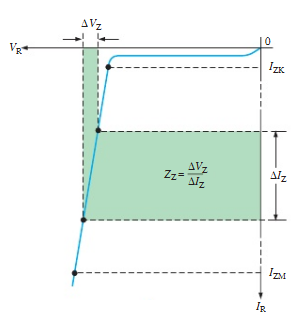 ΔV_Z
V_R
0
I_ZK
Z_Z = ΔV_Z / ΔI_Z
ΔI_Z
I_ZM
I_R